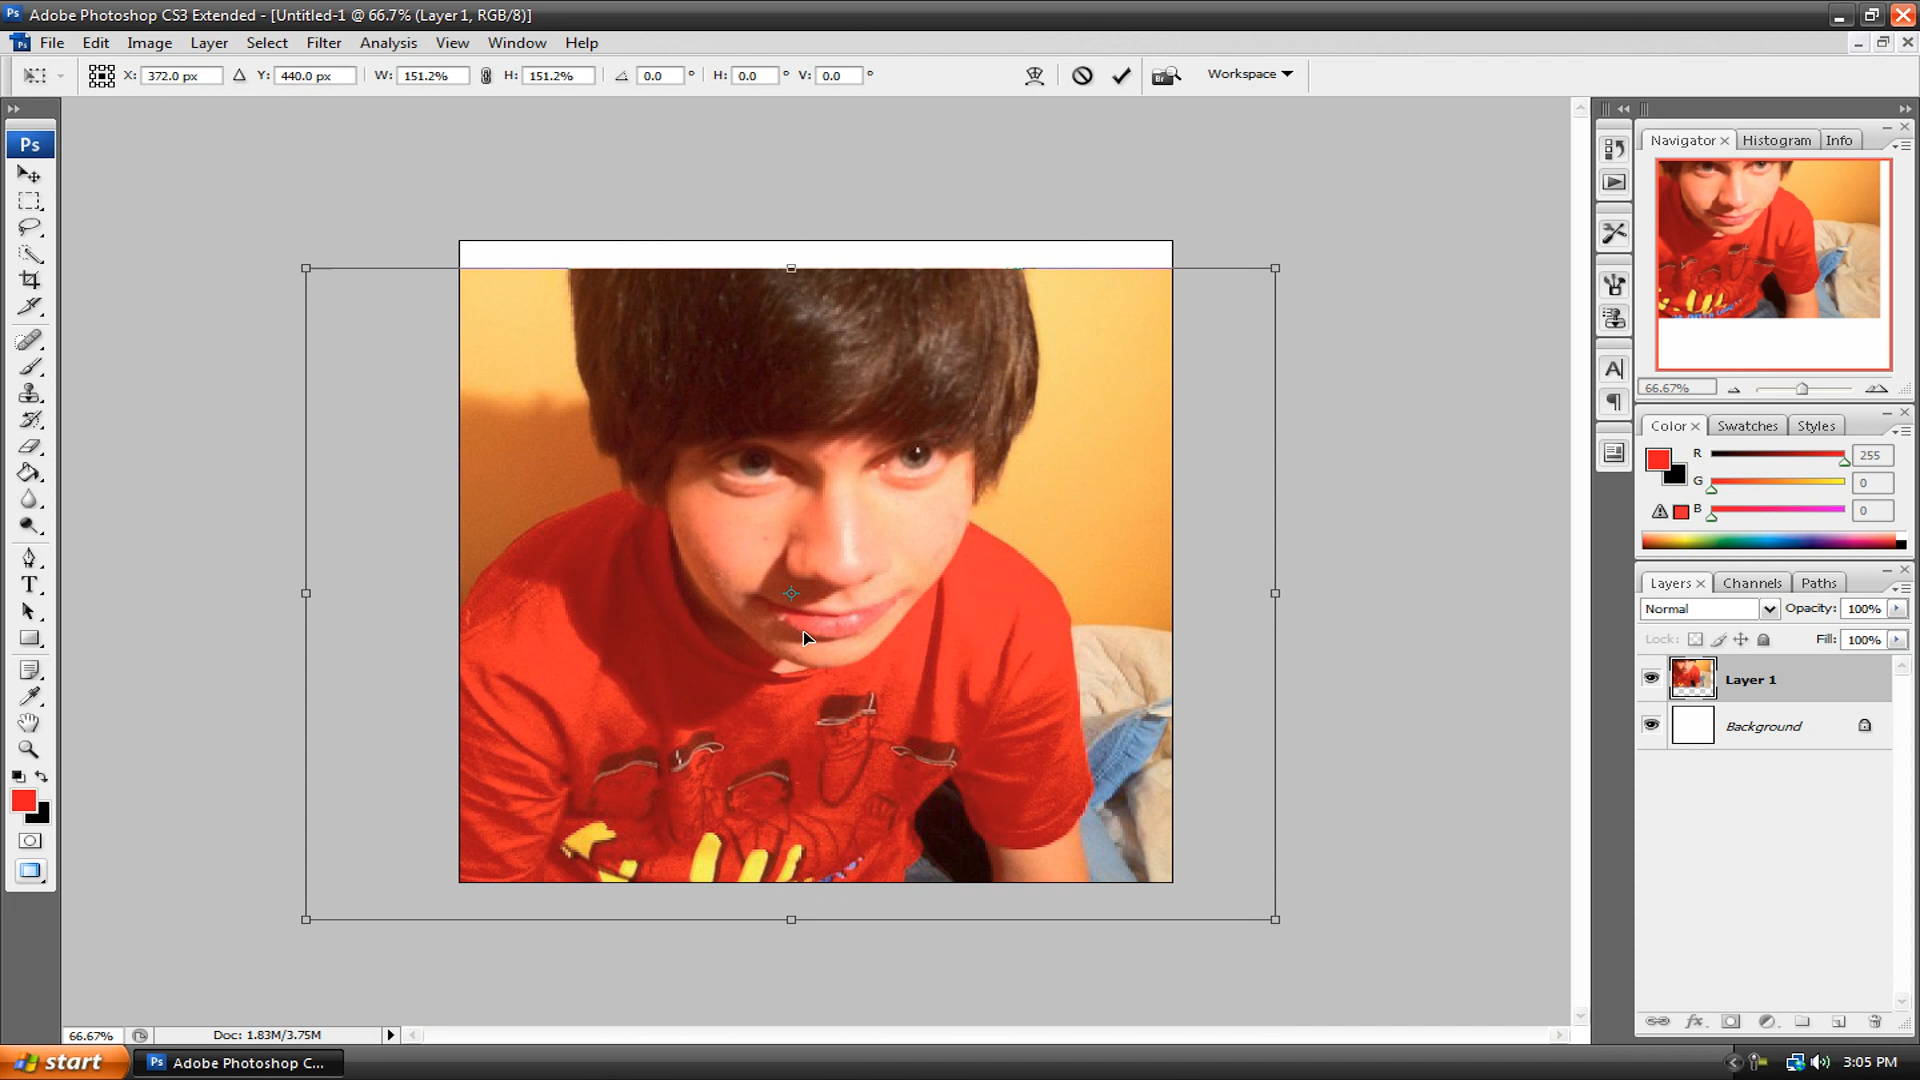 Ps Adobe Photoshop CS3 Extended - [Untitled-1 @ 66.7% (Layer 1, RGB/8)]
Ps File Edit Image Layer Select Filter Analysis View Window Help
X: 372.0 px Y: 440.0 px W: 151.2% H: 151.2% 0.0 ° H: 0.0 ° V: 0.0 ° Br Workspace
Ps
Navigator Histogram Info
66.67%
Color Swatches Styles
R 255
G 0
B 0
Layers Channels Paths
Normal Opacity: 100%
Lock: Fill: 100%
Layer 1
Background
66.67% Doc: 1.83M/3.75M
start Ps Adobe Photoshop C... 3:05 PM